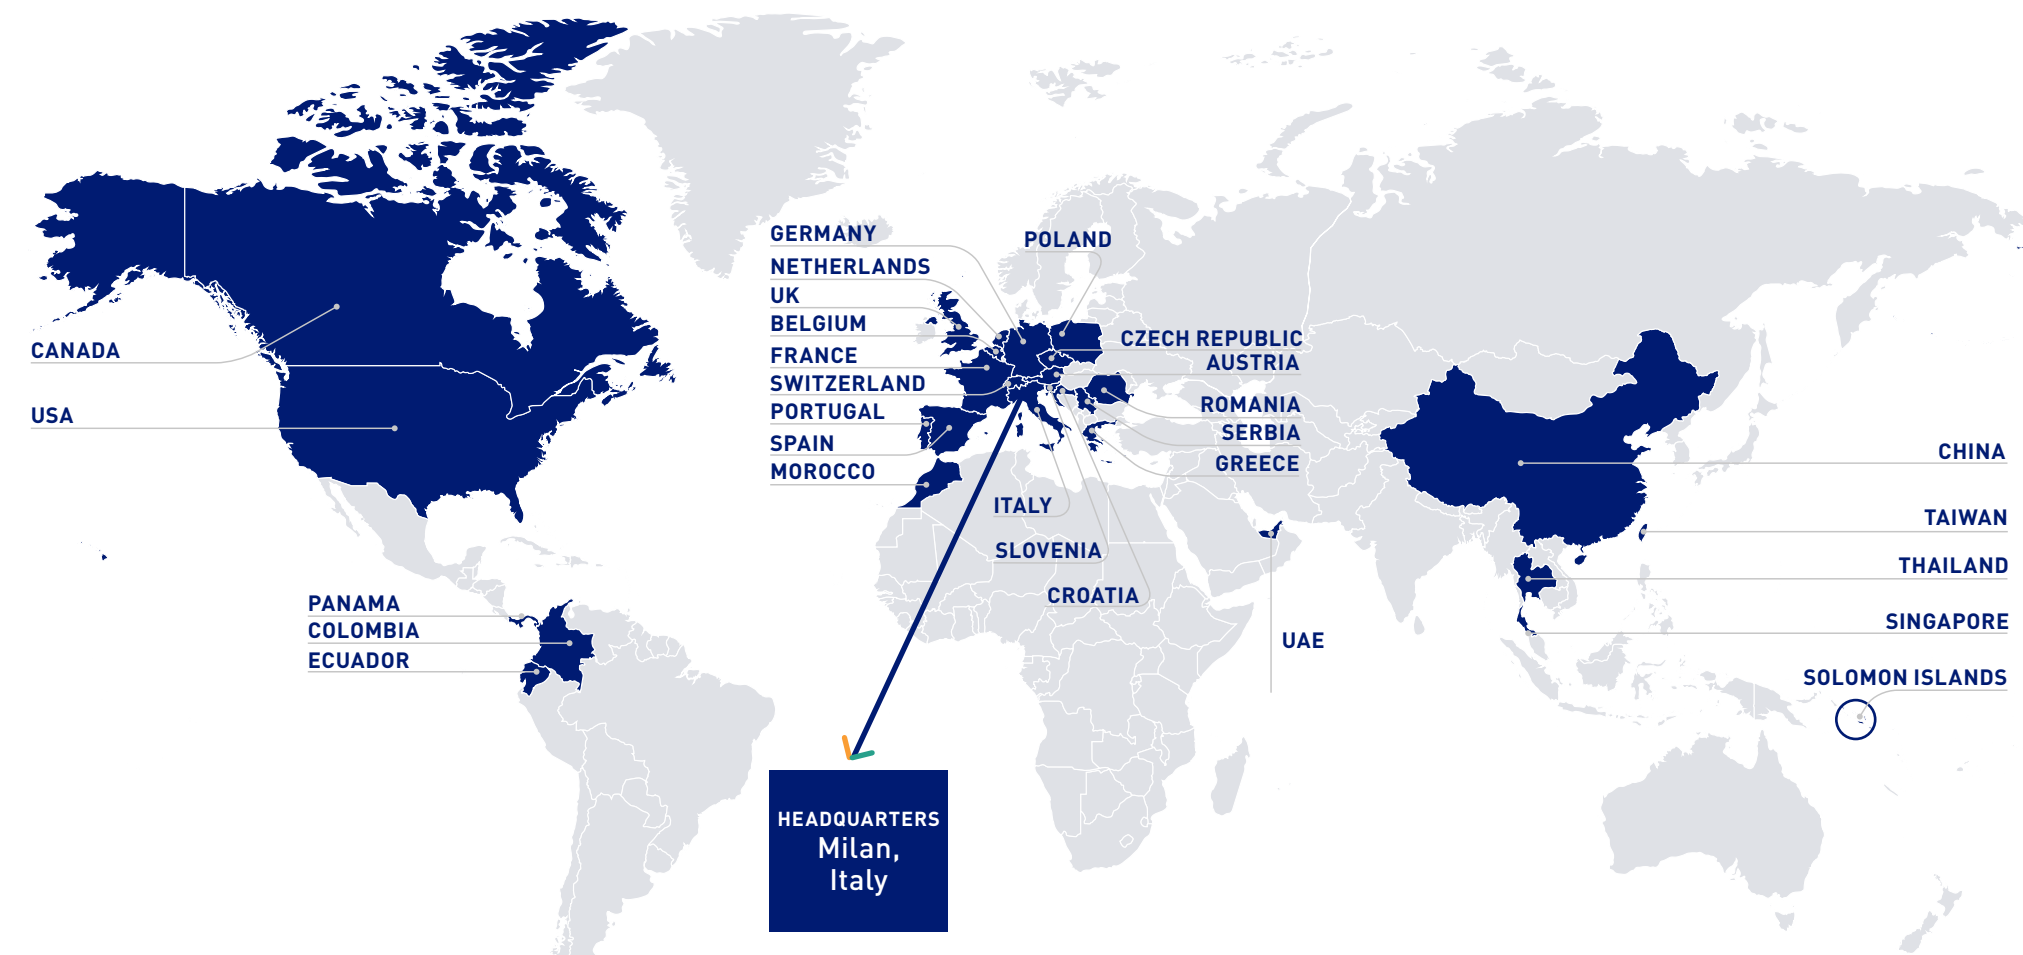 CANADA
USA
PANAMA
COLOMBIA
ECUADOR
GERMANY
NETHERLANDS
UK
BELGIUM
FRANCE
SWITZERLAND
PORTUGAL
SPAIN
MOROCCO
POLAND
CZECH REPUBLIC
AUSTRIA
ROMANIA
SERBIA
GREECE
ITALY
SLOVENIA
CROATIA
UAE
CHINA
TAIWAN
THAILAND
SINGAPORE
SOLOMON ISLANDS
HEADQUARTERS
Milan,
Italy